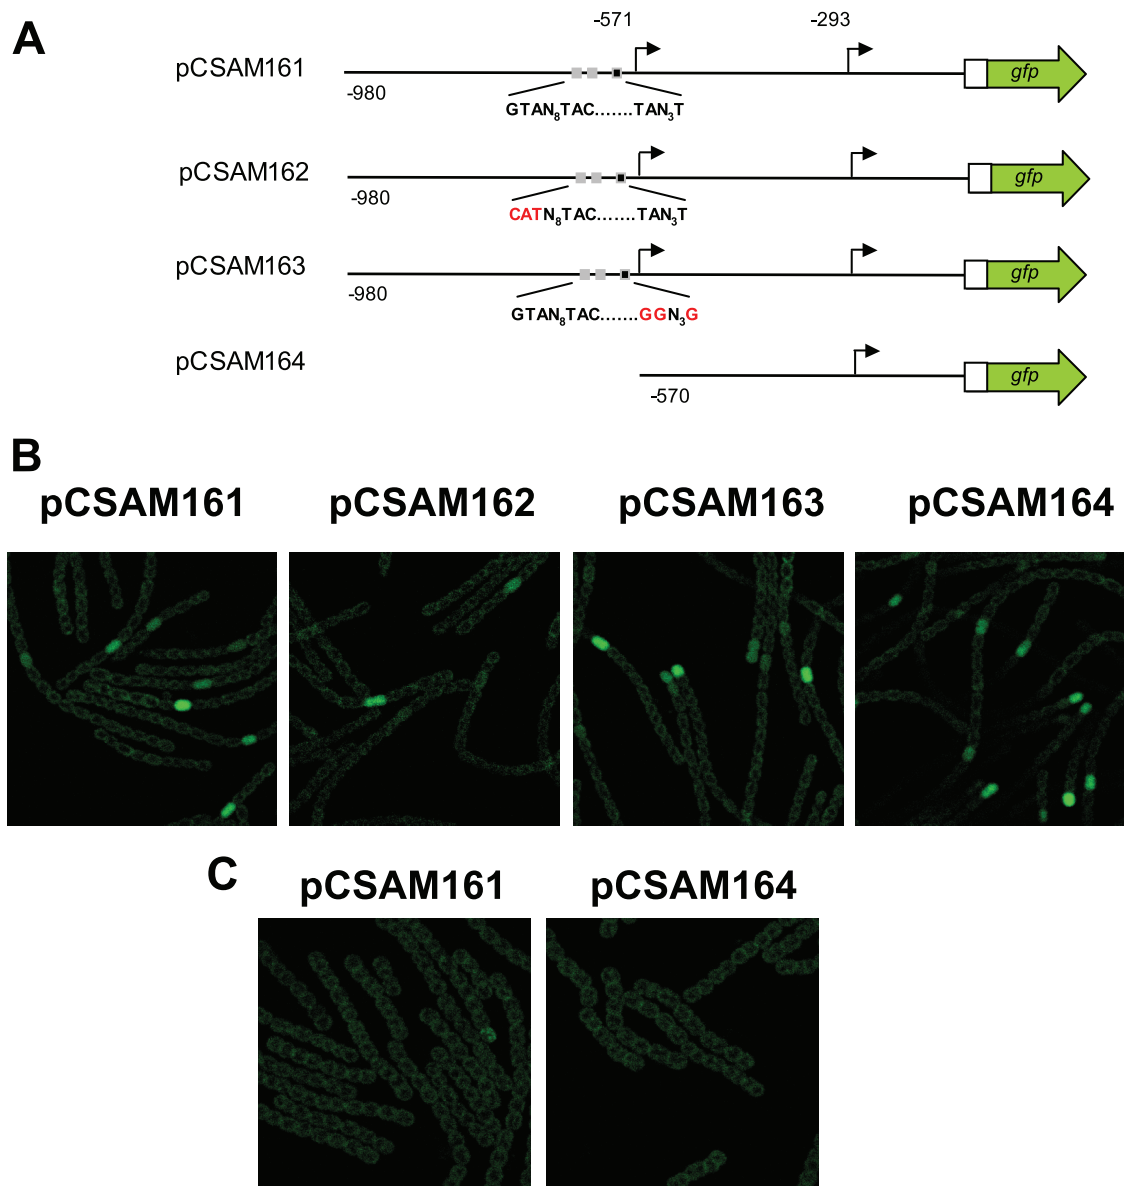 A
-571 -293
pCSAM161
gfp
-980
GTAN8TAC.......TAN3T
pCSAM162
gfp
-980
CATN8TAC.......TAN3T
pCSAM163
gfp
-980
GTAN8TAC.......GGN3G
pCSAM164
gfp
-570
B
pCSAM161 pCSAM162 pCSAM163 pCSAM164
C
pCSAM161 pCSAM164